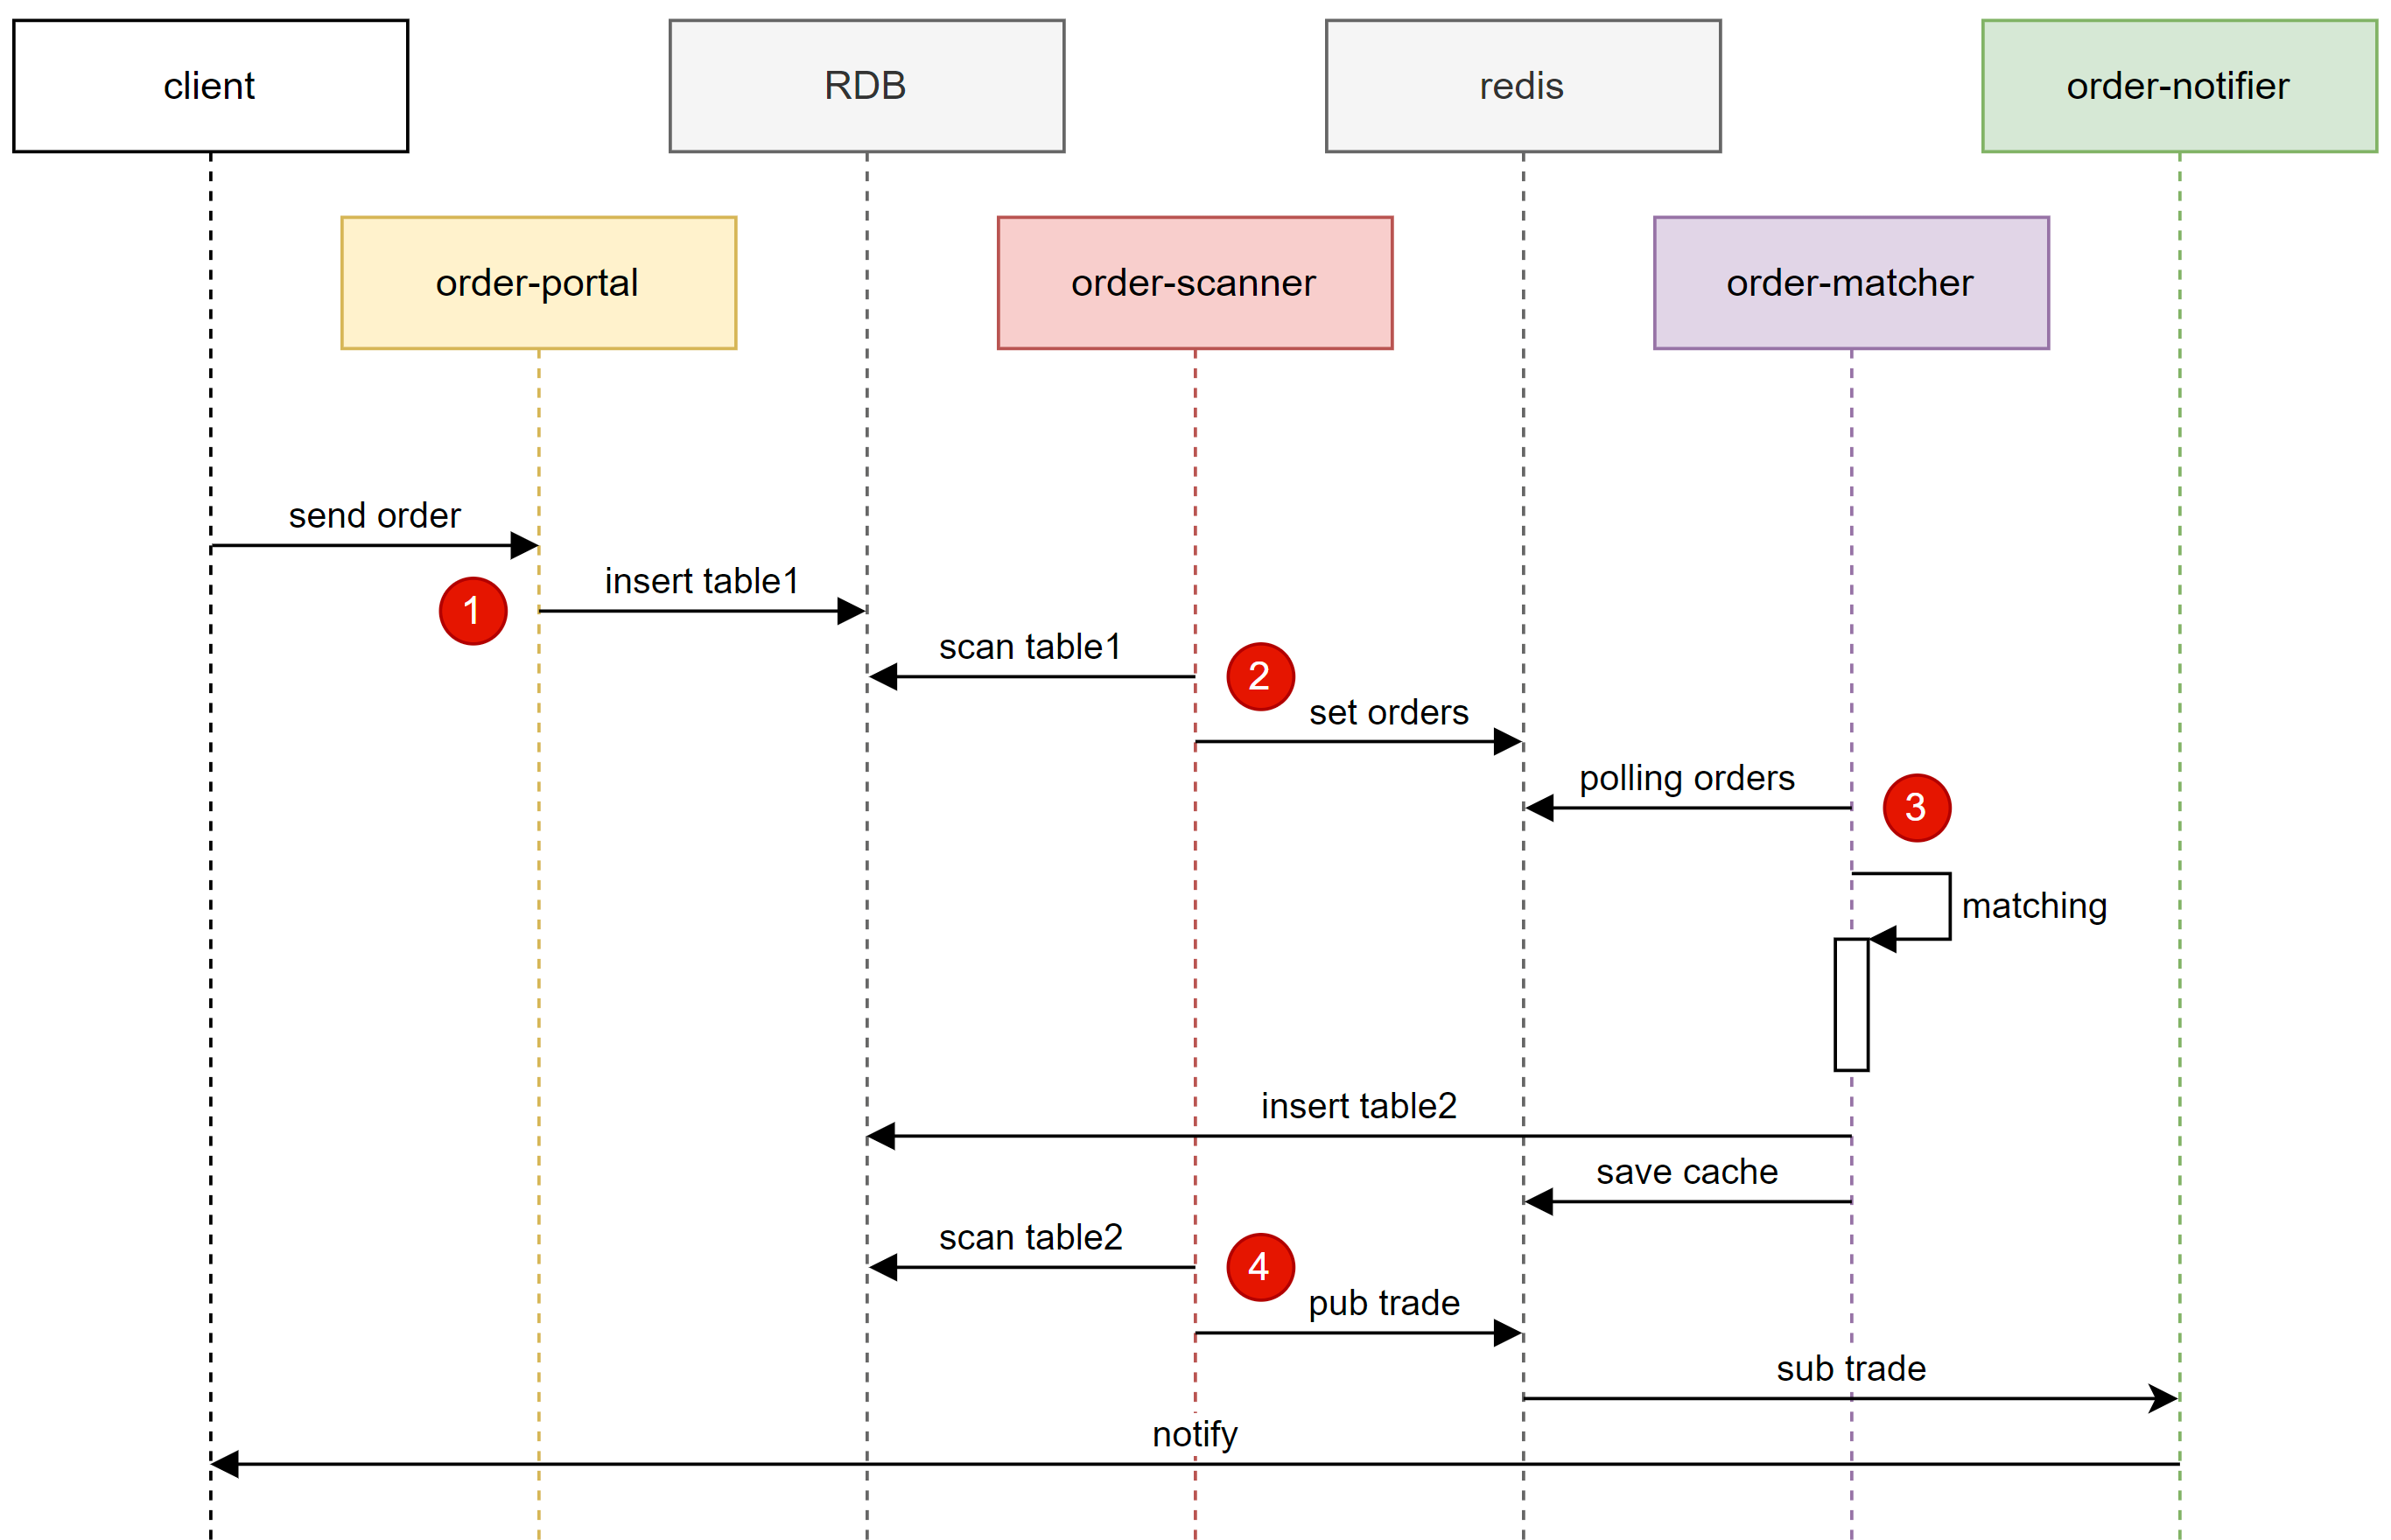 client
RDB
redis
order-notifier
order-portal
order-scanner
order-matcher
send order
1
insert table1
scan table1
2
set orders
polling orders
3
matching
insert table2
save cache
scan table2
4
pub trade
sub trade
notify